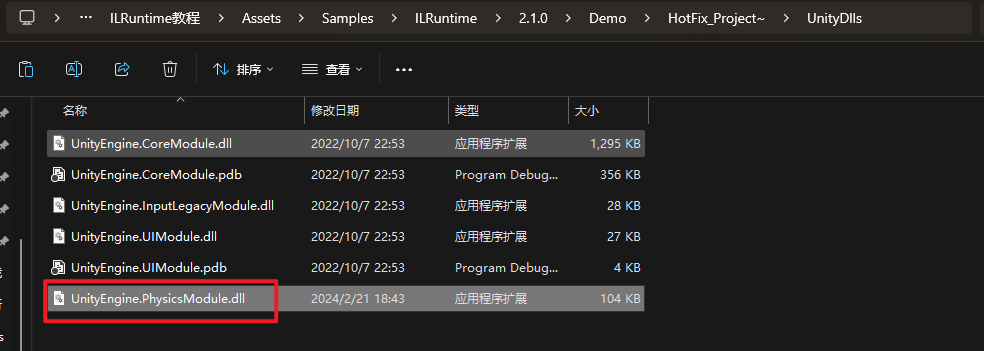 ILRuntime教程 > Assets > Samples > ILRuntime > 2.1.0 > Demo > HotFix_Project~ > UnityDlls
排序 查看 ...
名称 修改日期 类型 大小
UnityEngine.CoreModule.dll 2022/10/7 22:53 应用程序扩展 1,295 KB
UnityEngine.CoreModule.pdb 2022/10/7 22:53 Program Debug... 356 KB
UnityEngine.InputLegacyModule.dll 2022/10/7 22:53 应用程序扩展 28 KB
UnityEngine.UIModule.dll 2022/10/7 22:53 应用程序扩展 27 KB
UnityEngine.UIModule.pdb 2022/10/7 22:53 Program Debug... 4 KB
UnityEngine.PhysicsModule.dll 2024/2/21 18:43 应用程序扩展 104 KB